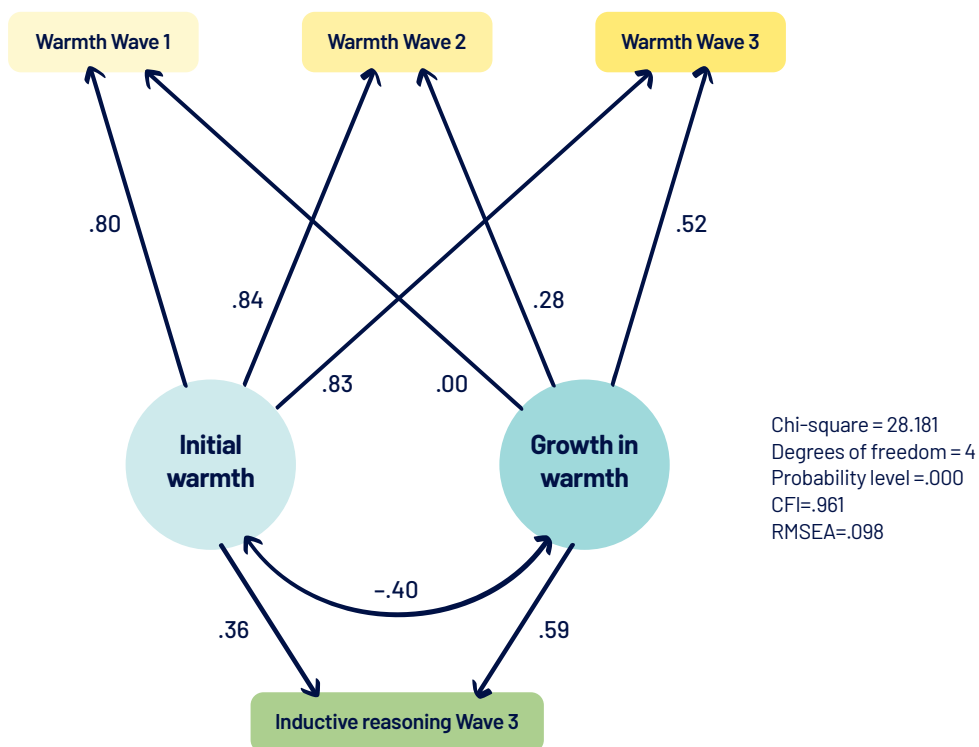 Warmth Wave 1
Warmth Wave 2
Warmth Wave 3
.80
.52
.84
.28
.83
.00
Initial
warmth
Growth in
warmth
Chi-square = 28.181
Degrees of freedom = 4
Probability level =.000
CFI=.961
RMSEA=.098
-.40
.36
.59
Inductive reasoning Wave 3